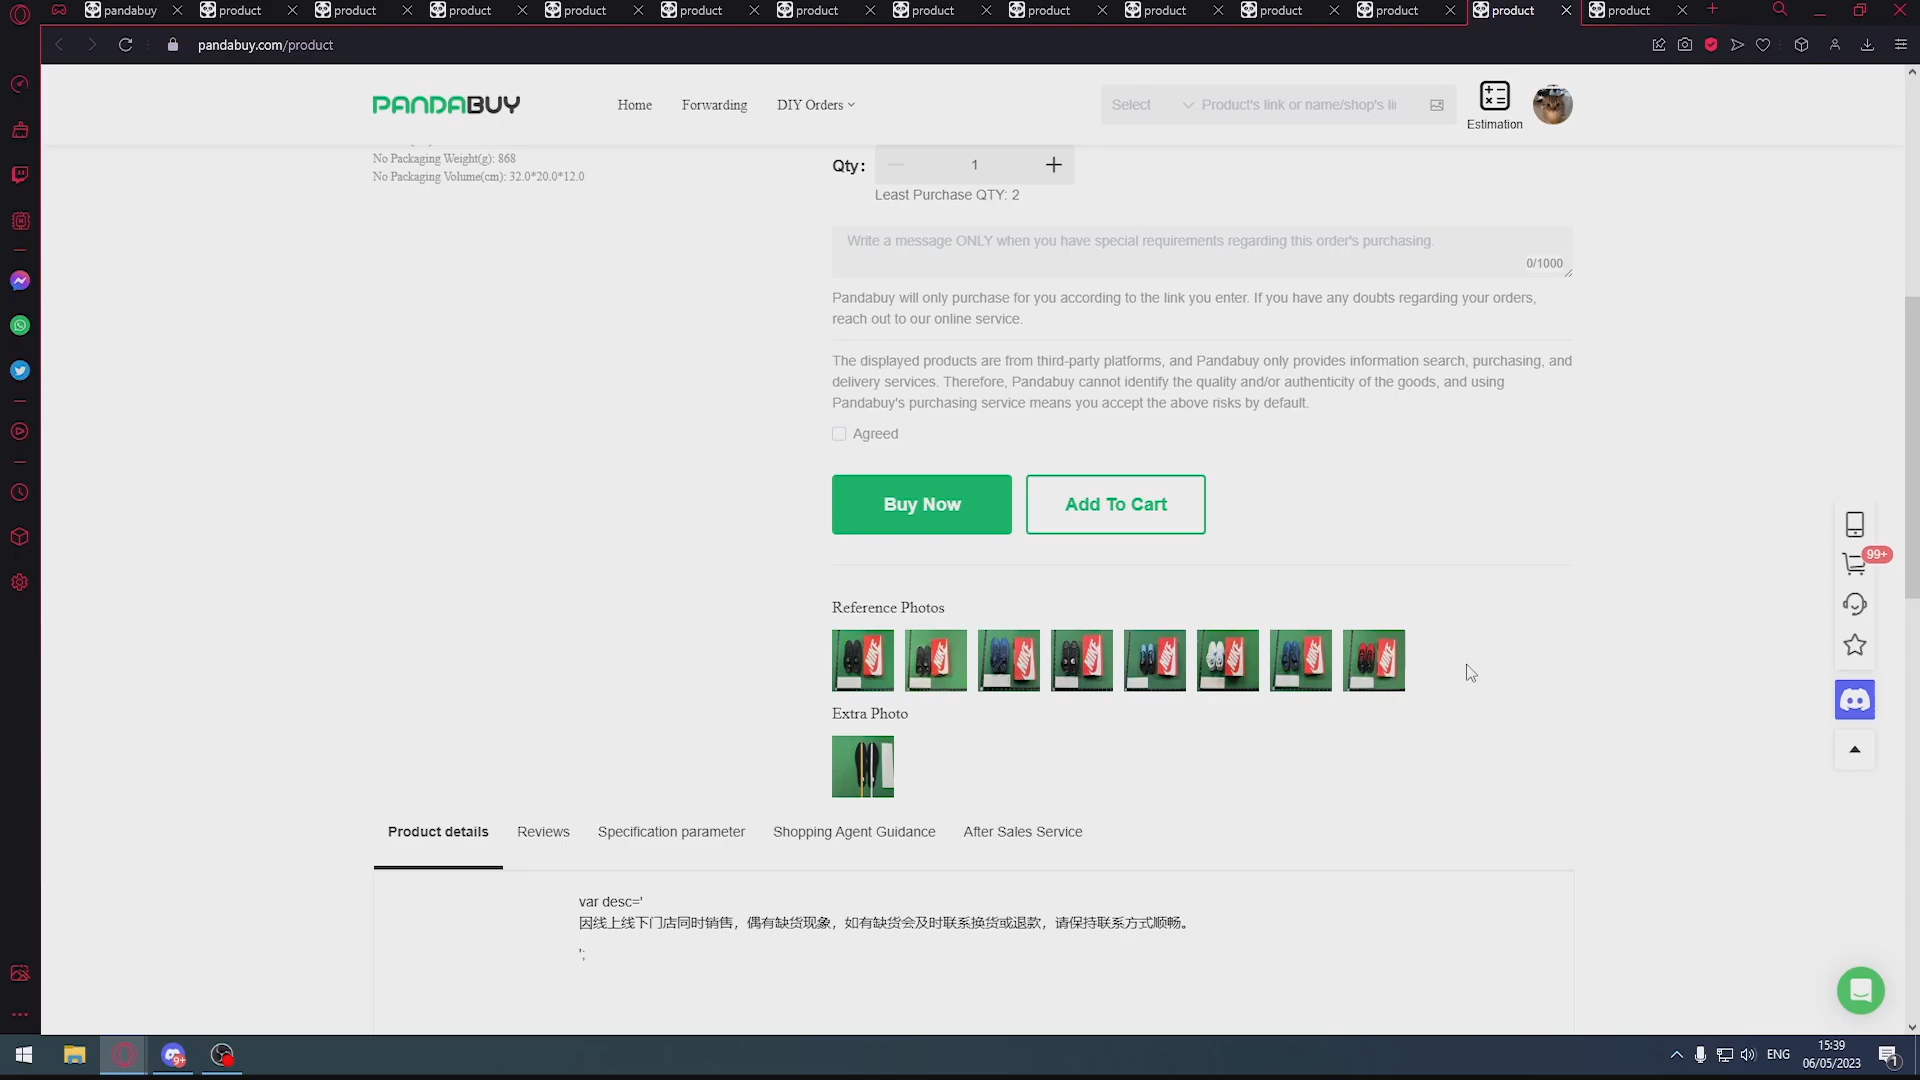 pandabuy
product
product
product
product
product
product
product
product
product
product
product
product
product
pandabuy.com/product
PANDABUY
Home
Forwarding
DIY Orders
Select
Product's link or name/shop's li
Estimation
No Packaging Weight(g): 868
No Packaging Volume(cm): 32.0*20.0*12.0
Qty:
1
Least Purchase QTY: 2
Write a message ONLY when you have special requirements regarding this order's purchasing.
0/1000
Pandabuy will only purchase for you according to the link you enter. If you have any doubts regarding your orders,
reach out to our online service.
The displayed products are from third-party platforms, and Pandabuy only provides information search, purchasing, and
delivery services. Therefore, Pandabuy cannot identify the quality and/or authenticity of the goods, and using
Pandabuy's purchasing service means you accept the above risks by default.
Agreed
Buy Now
Add To Cart
99+
Reference Photos
NIKE
NIKE
NIKE
NIKE
NIKE
NIKE
NIKE
NIKE
Extra Photo
Product details
Reviews
Specification parameter
Shopping Agent Guidance
After Sales Service
var desc='
因线上线下门店同时销售，偶有缺货现象，如有缺货会及时联系换货或退款，请保持联系方式顺畅。
';
9+
ENG
15:39
06/05/2023
1